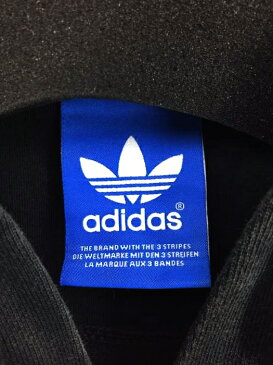 adidas®
THE BRAND WITH THE 3 STRIPES
DIE WELTMARKE MIT DEN 3 STREIFEN
LA MARQUE AUX 3 BANDES